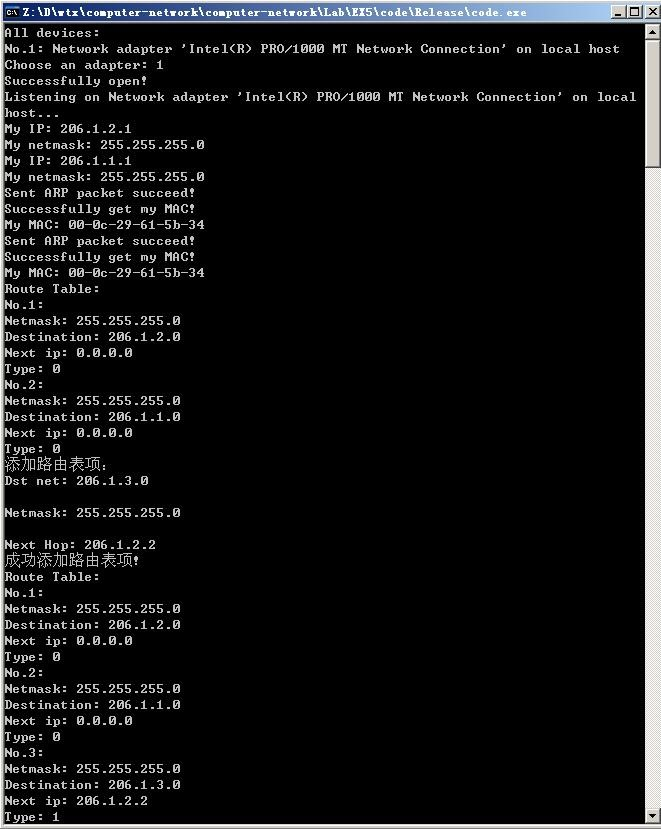 Z:\D\wtx\computer-network\computer-network\Lab\EX5\code\Release\code.exe
All devices:
No.1: Network adapter 'Intel(R) PRO/1000 MT Network Connection' on local host
Choose an adapter: 1
Successfully open!
Listening on Network adapter 'Intel(R) PRO/1000 MT Network Connection' on local
host...
My IP: 206.1.2.1
My netmask: 255.255.255.0
My IP: 206.1.1.1
My netmask: 255.255.255.0
Sent ARP packet succeed!
Successfully get my MAC!
My MAC: 00-0c-29-61-5b-34
Sent ARP packet succeed!
Successfully get my MAC!
My MAC: 00-0c-29-61-5b-34
Route Table:
No.1:
Netmask: 255.255.255.0
Destination: 206.1.2.0
Next ip: 0.0.0.0
Type: 0
No.2:
Netmask: 255.255.255.0
Destination: 206.1.1.0
Next ip: 0.0.0.0
Type: 0
添加路由表项:
Dst net: 206.1.3.0
Netmask: 255.255.255.0
Next Hop: 206.1.2.2
成功添加路由表项!
Route Table:
No.1:
Netmask: 255.255.255.0
Destination: 206.1.2.0
Next ip: 0.0.0.0
Type: 0
No.2:
Netmask: 255.255.255.0
Destination: 206.1.1.0
Next ip: 0.0.0.0
Type: 0
No.3:
Netmask: 255.255.255.0
Destination: 206.1.3.0
Next ip: 206.1.2.2
Type: 1